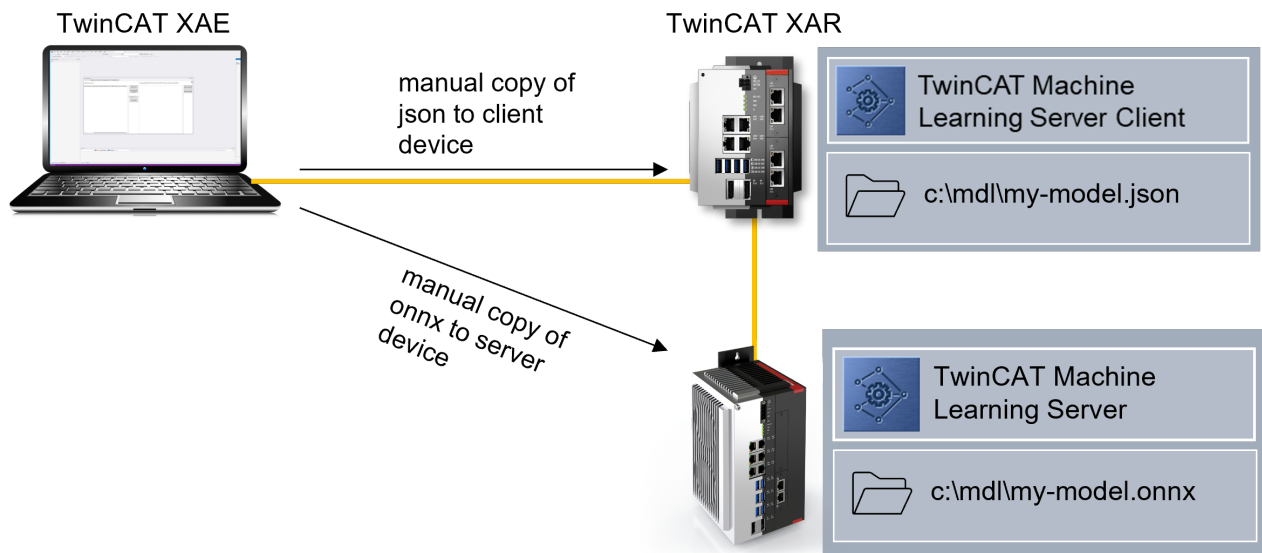 TwinCAT XAE
TwinCAT XAR
manual copy of
json to client
device
TwinCAT Machine
Learning Server Client
c:\mdl\my-model.json
manual copy of
onnx to server
device
TwinCAT Machine
Learning Server
c:\mdl\my-model.onnx